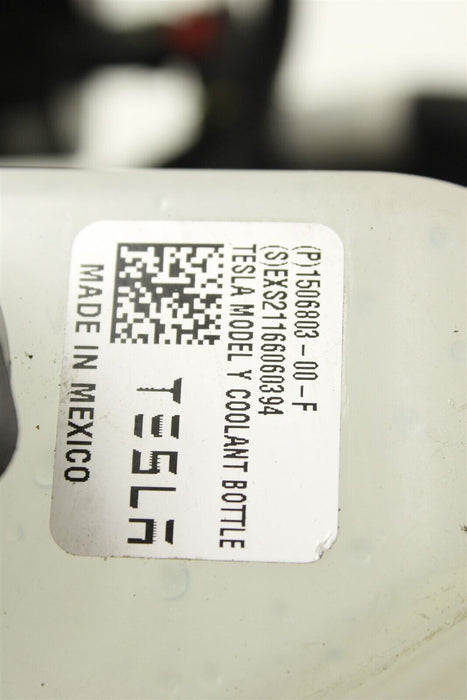 (P)1506803-00-F
(S)EXS21166060394
TESLA MODEL Y COOLANT BOTTLE
TESLA
MADE IN MEXICO